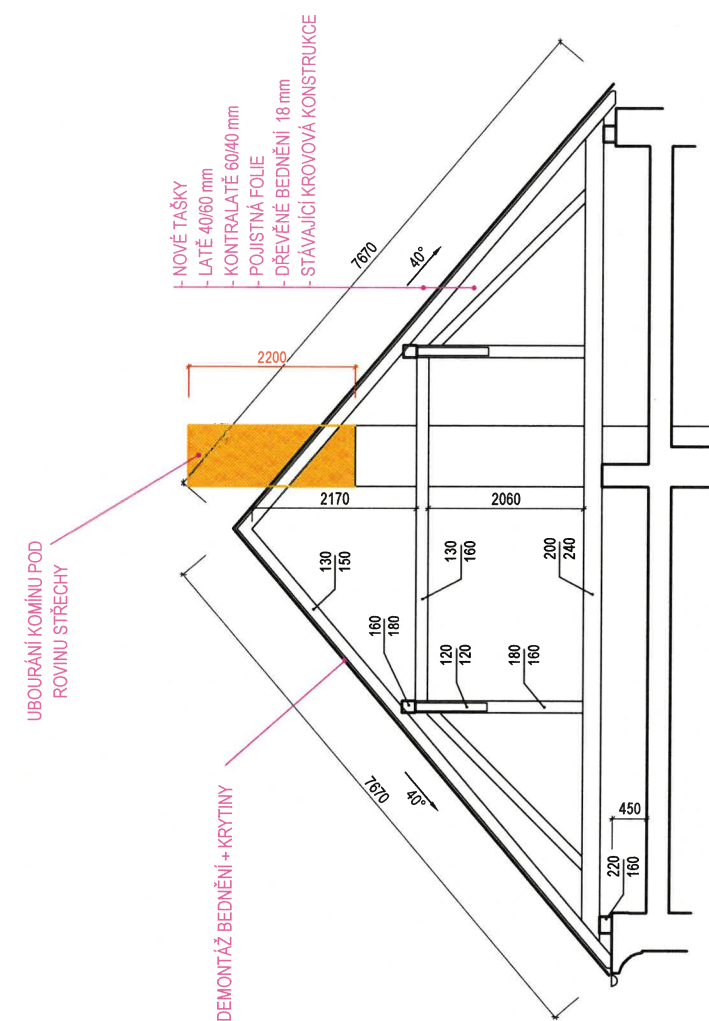 NOVÉ TAŠKY
LATĚ 40/60 mm
KONTRALATĚ 60/40 mm
POJISTNÁ FOLIE
DŘEVĚNÉ BEDNĚNÍ 18 mm
STÁVAJÍCÍ KROVOVÁ KONSTRUKCE
7670
40°
2200
UBOURÁNÍ KOMÍNU POD
ROVINU STŘECHY
2170
2060
130
150
130
160
200
240
160
180
120
120
180
160
7670
40°
DEMONTÁŽ BEDNĚNÍ + KRYTINY
450
220
160